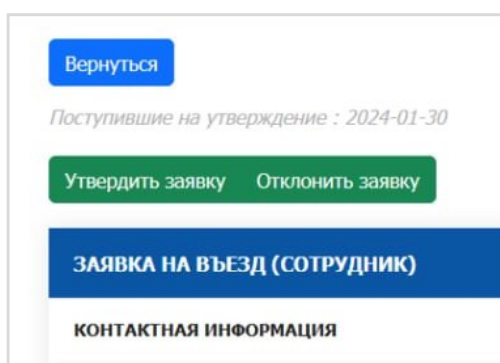 Вернуться
Поступившие на утверждение : 2024-01-30
Утвердить заявку Отклонить заявку
ЗАЯВКА НА ВЪЕЗД (СОТРУДНИК)
КОНТАКТНАЯ ИНФОРМАЦИЯ